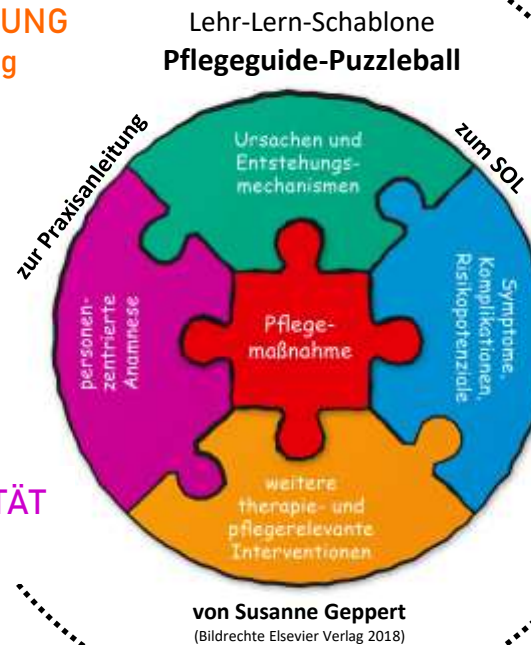 UNG
g
Lehr-Lern-Schablone
Pflegeguide-Puzzleball
zur Praxisanleitung
zum SOL
Ursachen und
Entstehungs-
mechanismen
personen-
zentrierte
Anamnese
Pflege-
maßnahme
Symptome,
Komplikationen,
Risikopotenziale
weitere
therapie- und
pflegerelevante
Interventionen
TÄT
von Susanne Geppert
(Bildrechte Elsevier Verlag 2018)